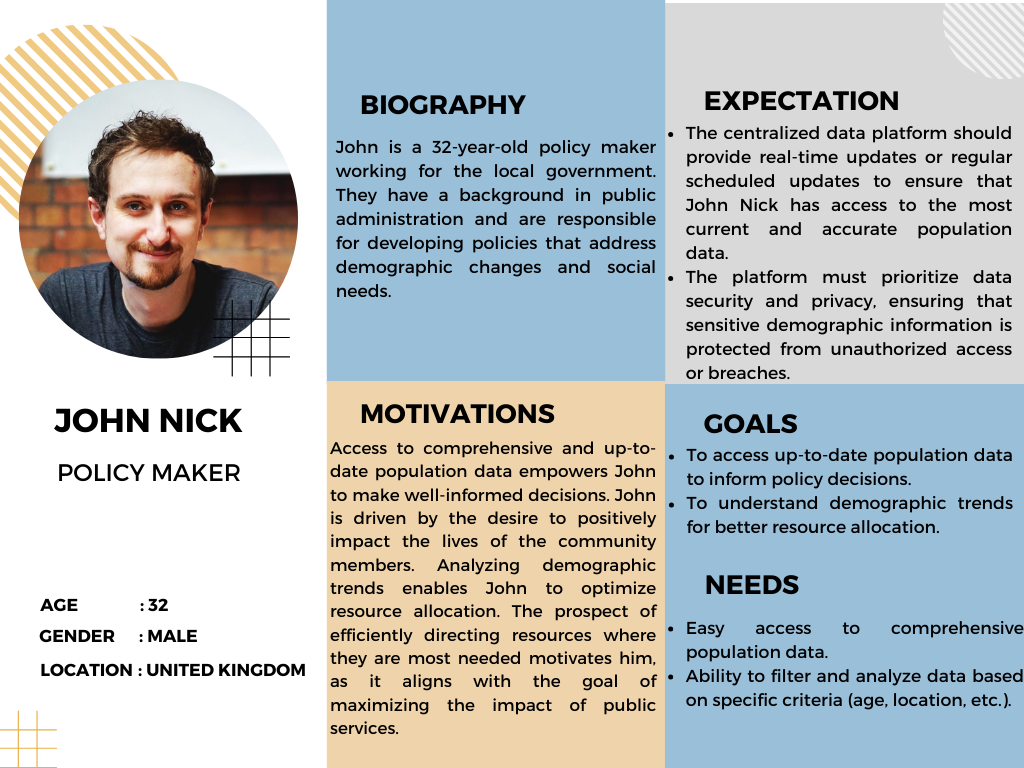 JOHN NICK
POLICY MAKER
AGE : 32
GENDER : MALE
LOCATION : UNITED KINGDOM
BIOGRAPHY
John is a 32-year-old policy maker
working for the local government.
They have a background in public
administration and are responsible
for developing policies that address
demographic changes and social
needs.
MOTIVATIONS
Access to comprehensive and up-to-
date population data empowers John
to make well-informed decisions. John
is driven by the desire to positively
impact the lives of the community
members. Analyzing demographic
trends enables John to optimize
resource allocation. The prospect of
efficiently directing resources where
they are most needed motivates him,
as it aligns with the goal of
maximizing the impact of public
services.
EXPECTATION
• The centralized data platform should
provide real-time updates or regular
scheduled updates to ensure that
John Nick has access to the most
current and accurate population
data.
• The platform must prioritize data
security and privacy, ensuring that
sensitive demographic information is
protected from unauthorized access
or breaches.
GOALS
• To access up-to-date population data
to inform policy decisions.
• To understand demographic trends
for better resource allocation.
NEEDS
• Easy access to comprehensive
population data.
• Ability to filter and analyze data based
on specific criteria (age, location, etc.).